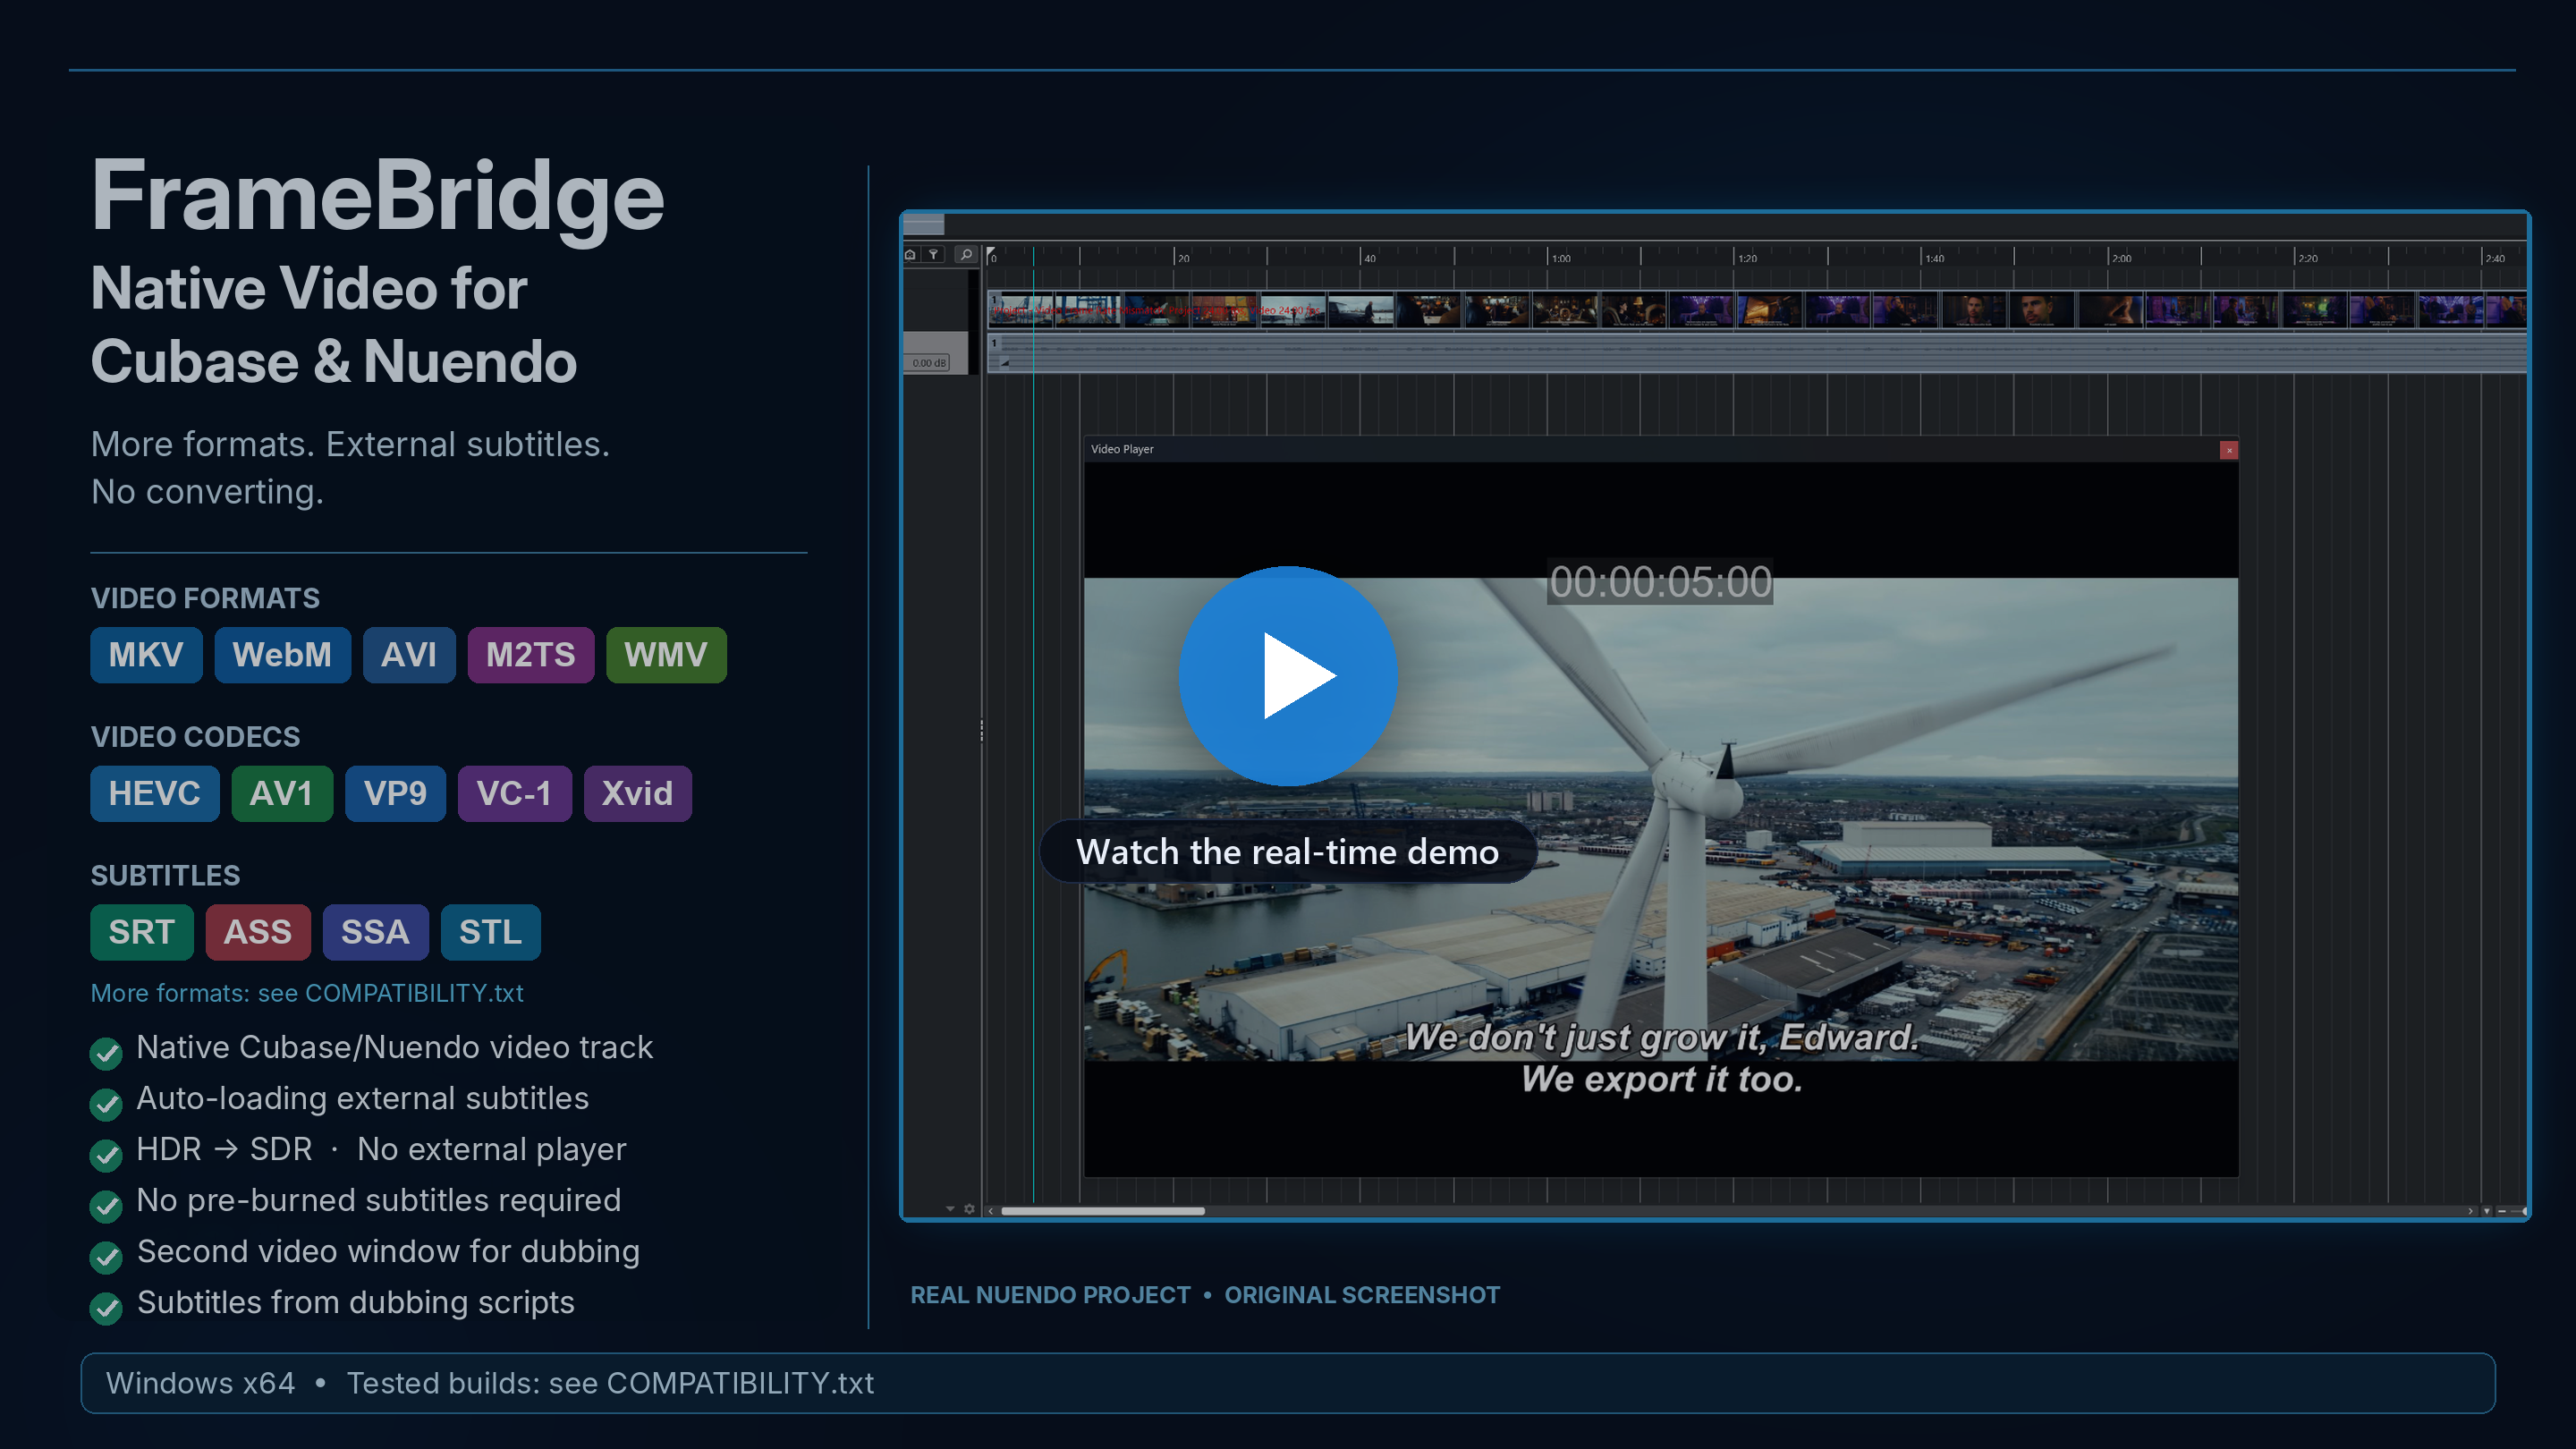 FrameBridge
Native Video for
Cubase & Nuendo
More formats. External subtitles.
No converting.
VIDEO FORMATS
MKV WebM AVI M2TS WMV
VIDEO CODECS
HEVC AV1 VP9 VC-1 Xvid
SUBTITLES
SRT ASS SSA STL
More formats: see COMPATIBILITY.txt
Native Cubase/Nuendo video track
Auto-loading external subtitles
HDR → SDR · No external player
No pre-burned subtitles required
Second video window for dubbing
Subtitles from dubbing scripts
0 20 40 1:00 1:20 1:40 2:00 2:20 2:40
1
1
0.00 dB
Video Player
00:00:05:00
Watch the real-time demo
We don't just grow it, Edward.
We export it too.
REAL NUENDO PROJECT • ORIGINAL SCREENSHOT
Windows x64 • Tested builds: see COMPATIBILITY.txt